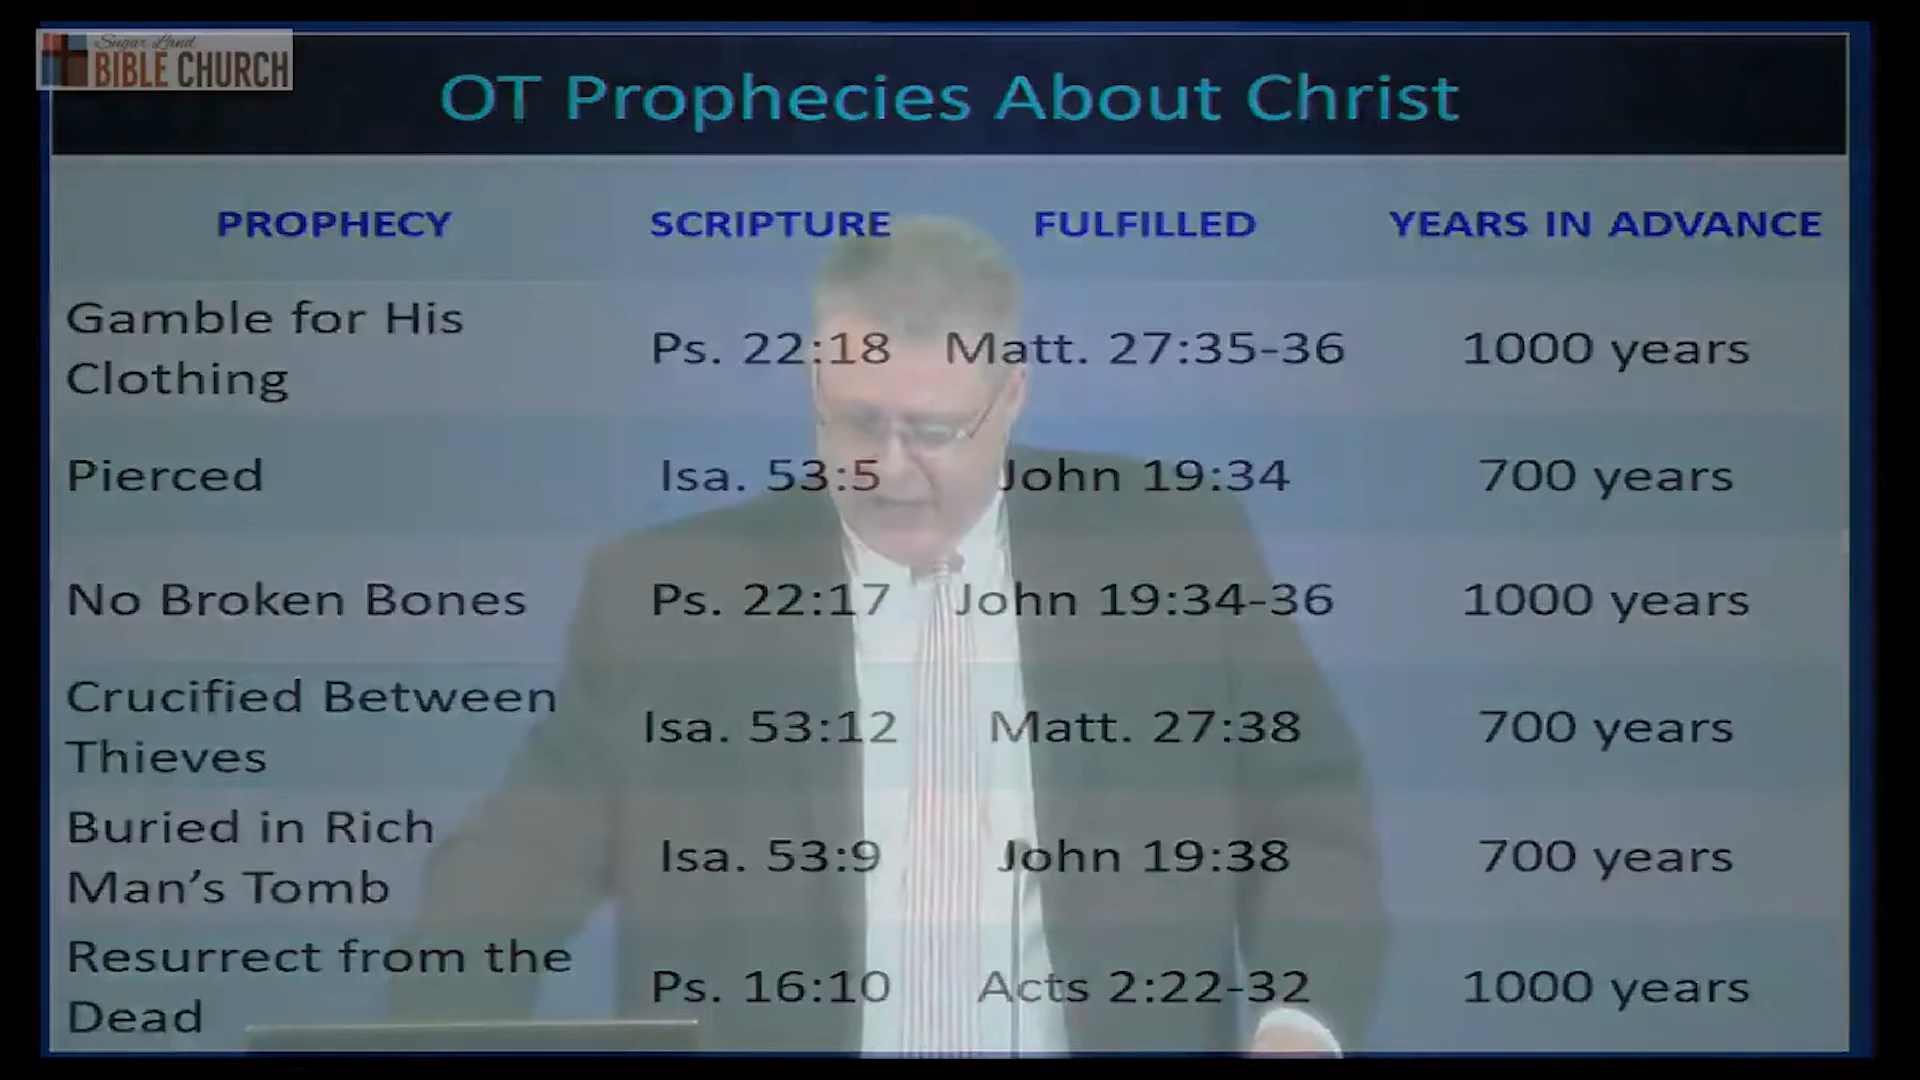 Sugar Land
BIBLE CHURCH
OT Prophecies About Christ
PROPHECY SCRIPTURE FULFILLED YEARS IN ADVANCE
Gamble for His
Clothing
Ps. 22:18 Matt. 27:35-36 1000 years
Pierced Isa. 53:5 John 19:34 700 years
No Broken Bones Ps. 22:17 John 19:34-36 1000 years
Crucified Between
Thieves
Isa. 53:12 Matt. 27:38 700 years
Buried in Rich
Man’s Tomb
Isa. 53:9 John 19:38 700 years
Resurrect from the
Dead
Ps. 16:10 Acts 2:22-32 1000 years